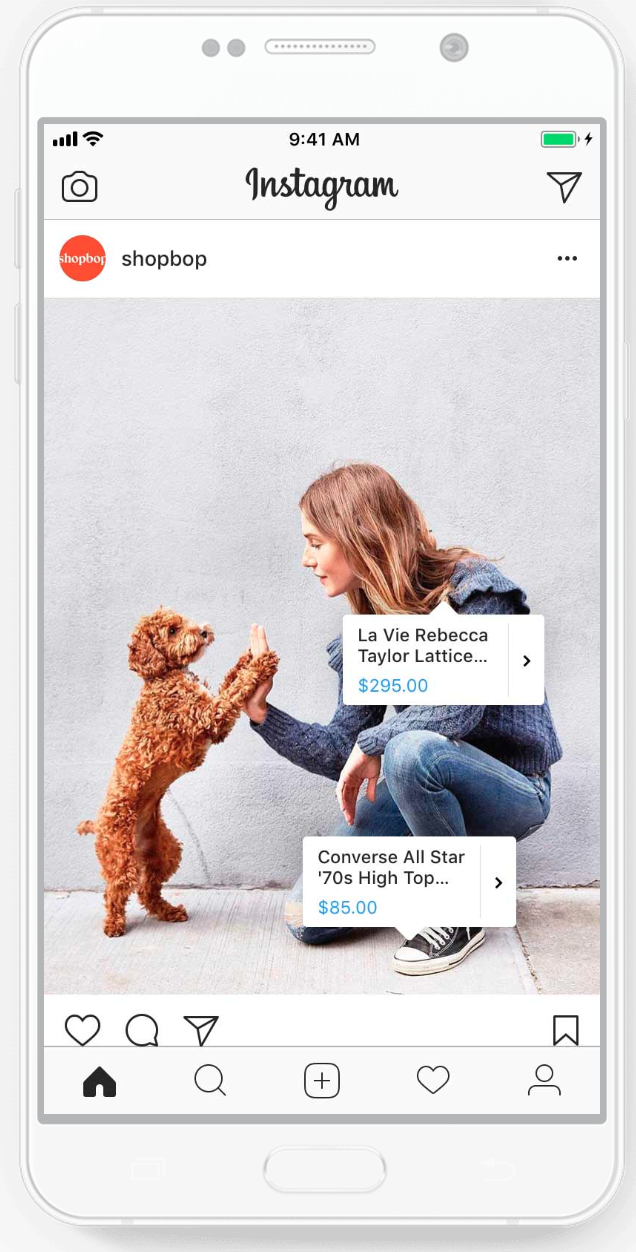 9:41 AM
Instagram
shopbop
shopbop
La Vie Rebecca
Taylor Lattice...
$295.00
Converse All Star
'70s High Top...
$85.00